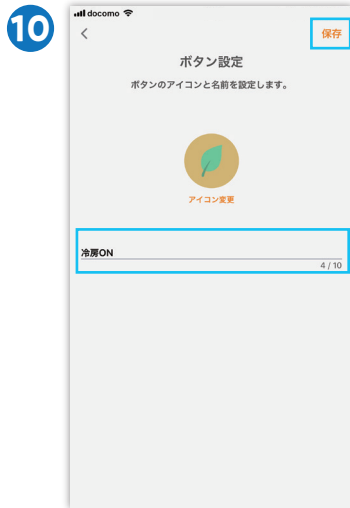 10
docomo
保存
ボタン設定
ボタンのアイコンと名前を設定します。
アイコン変更
冷房ON
4 / 10